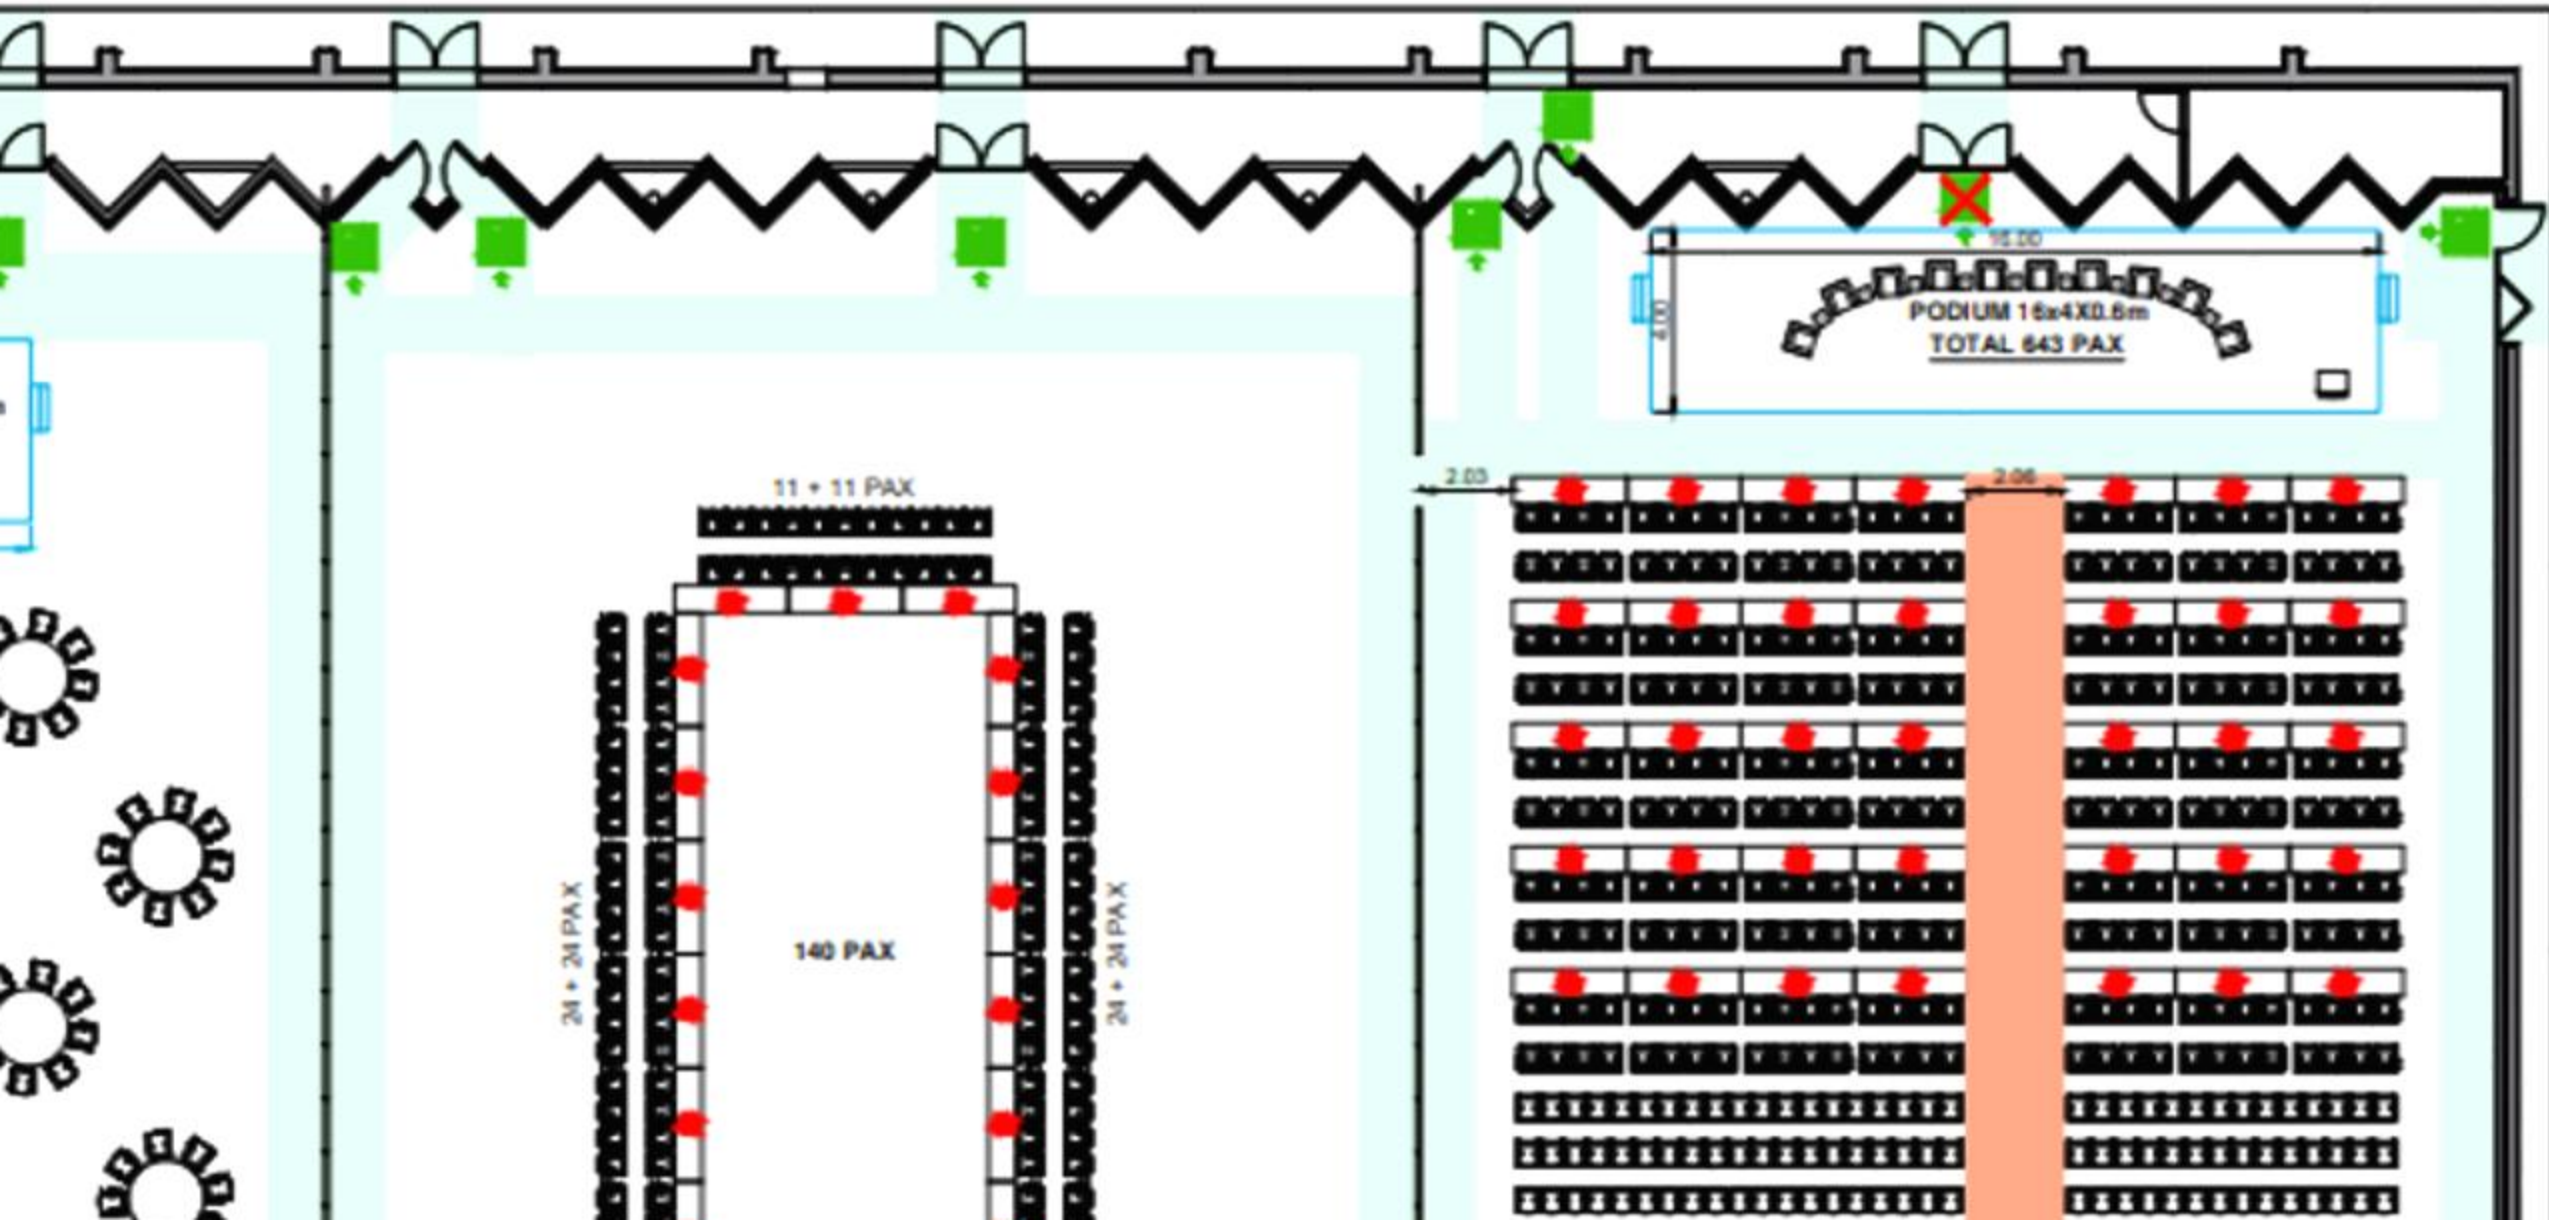 16.00
4.00
PODIUM 16x4X0.6m
TOTAL 643 PAX
11 + 11 PAX
2.03
2.06
24 + 24 PAX
140 PAX
24 + 24 PAX